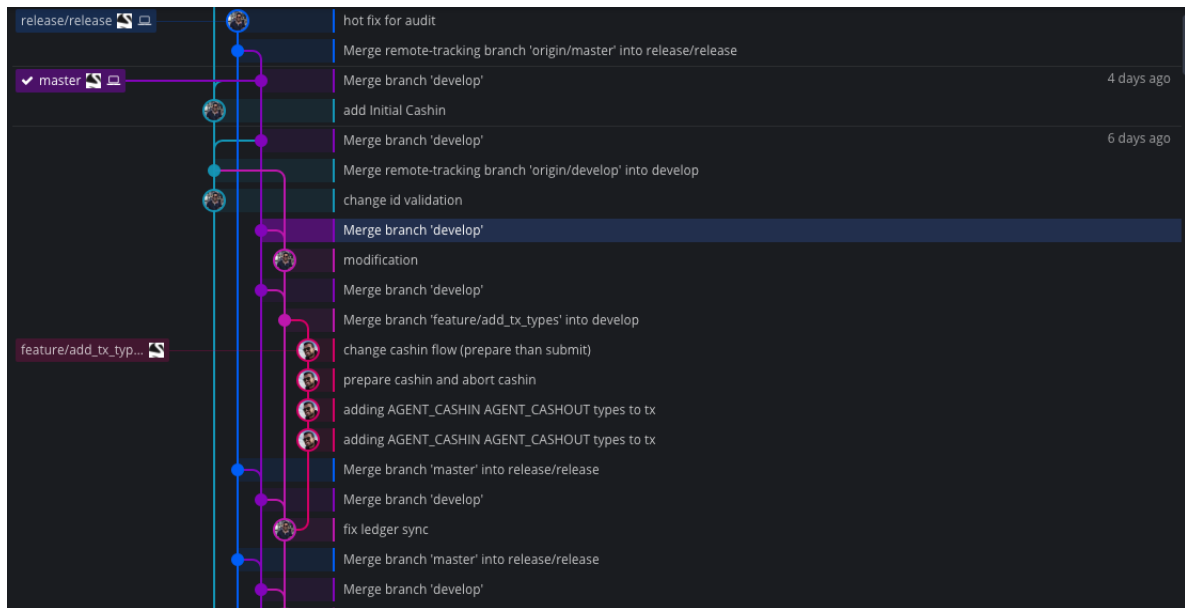 release/release
hot fix for audit
Merge remote-tracking branch 'origin/master' into release/release
master
Merge branch 'develop'
4 days ago
add Initial Cashin
Merge branch 'develop'
6 days ago
Merge remote-tracking branch 'origin/develop' into develop
change id validation
Merge branch 'develop'
modification
Merge branch 'develop'
Merge branch 'feature/add_tx_types' into develop
feature/add_tx_typ...
change cashin flow (prepare than submit)
prepare cashin and abort cashin
adding AGENT_CASHIN AGENT_CASHOUT types to tx
adding AGENT_CASHIN AGENT_CASHOUT types to tx
Merge branch 'master' into release/release
Merge branch 'develop'
fix ledger sync
Merge branch 'master' into release/release
Merge branch 'develop'